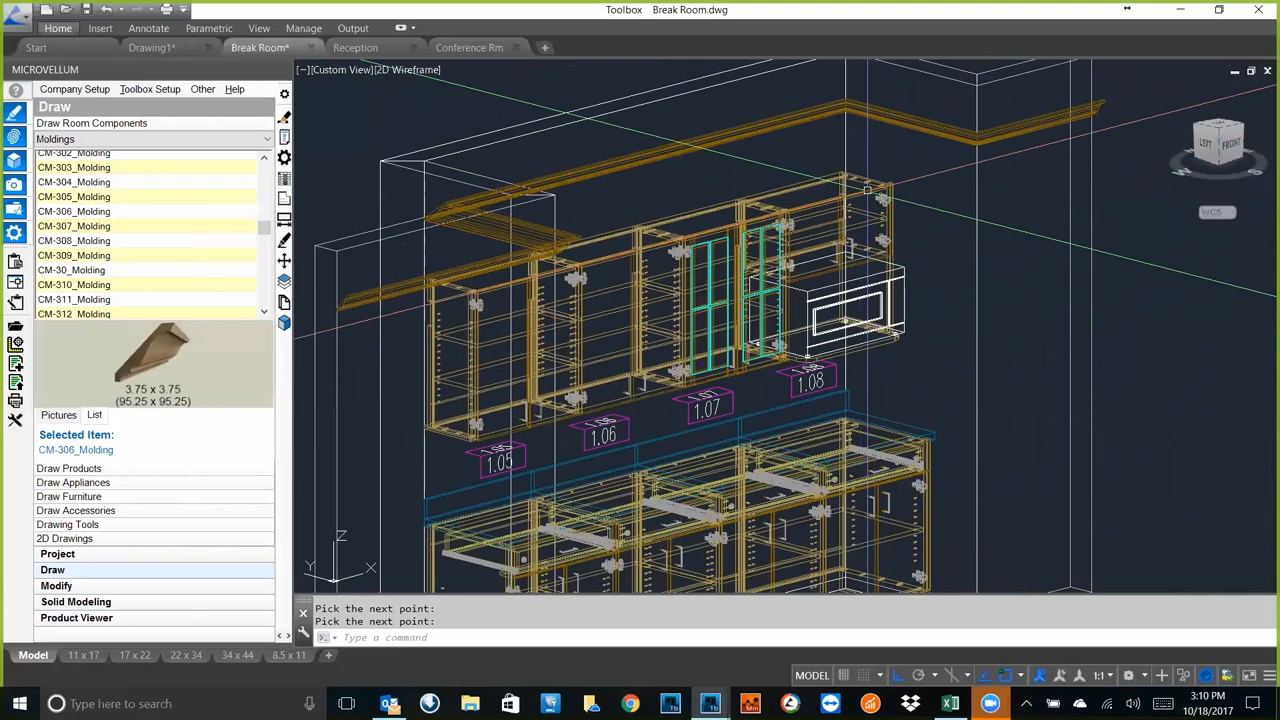 Toolbox Break Room.dwg
Home Insert Annotate Parametric View Manage Output
Start Drawing1* Break Room* Reception Conference Rm
MICROVELLUM
[−][Custom View][2D Wireframe]
Company Setup Toolbox Setup Other Help
Draw
Draw Room Components
Moldings
CM-302_Molding
CM-303_Molding
CM-304_Molding
CM-305_Molding
CM-306_Molding
CM-307_Molding
CM-308_Molding
CM-309_Molding
CM-30_Molding
CM-310_Molding
CM-311_Molding
CM-312_Molding
3.75 x 3.75
(95.25 x 95.25)
Pictures List
Selected Item:
CM-306_Molding
Draw Products
Draw Appliances
Draw Furniture
Draw Accessories
Drawing Tools
2D Drawings
Project
Draw
Modify
Solid Modeling
Product Viewer
LEFT FRONT
WCS
1.05
1.06
1.07
1.08
Z
Y X
Pick the next point:
Pick the next point:
Type a command
Model 11 x 17 17 x 22 22 x 34 34 x 44 8.5 x 11
MODEL 1:1
Type here to search
3:10 PM
10/18/2017